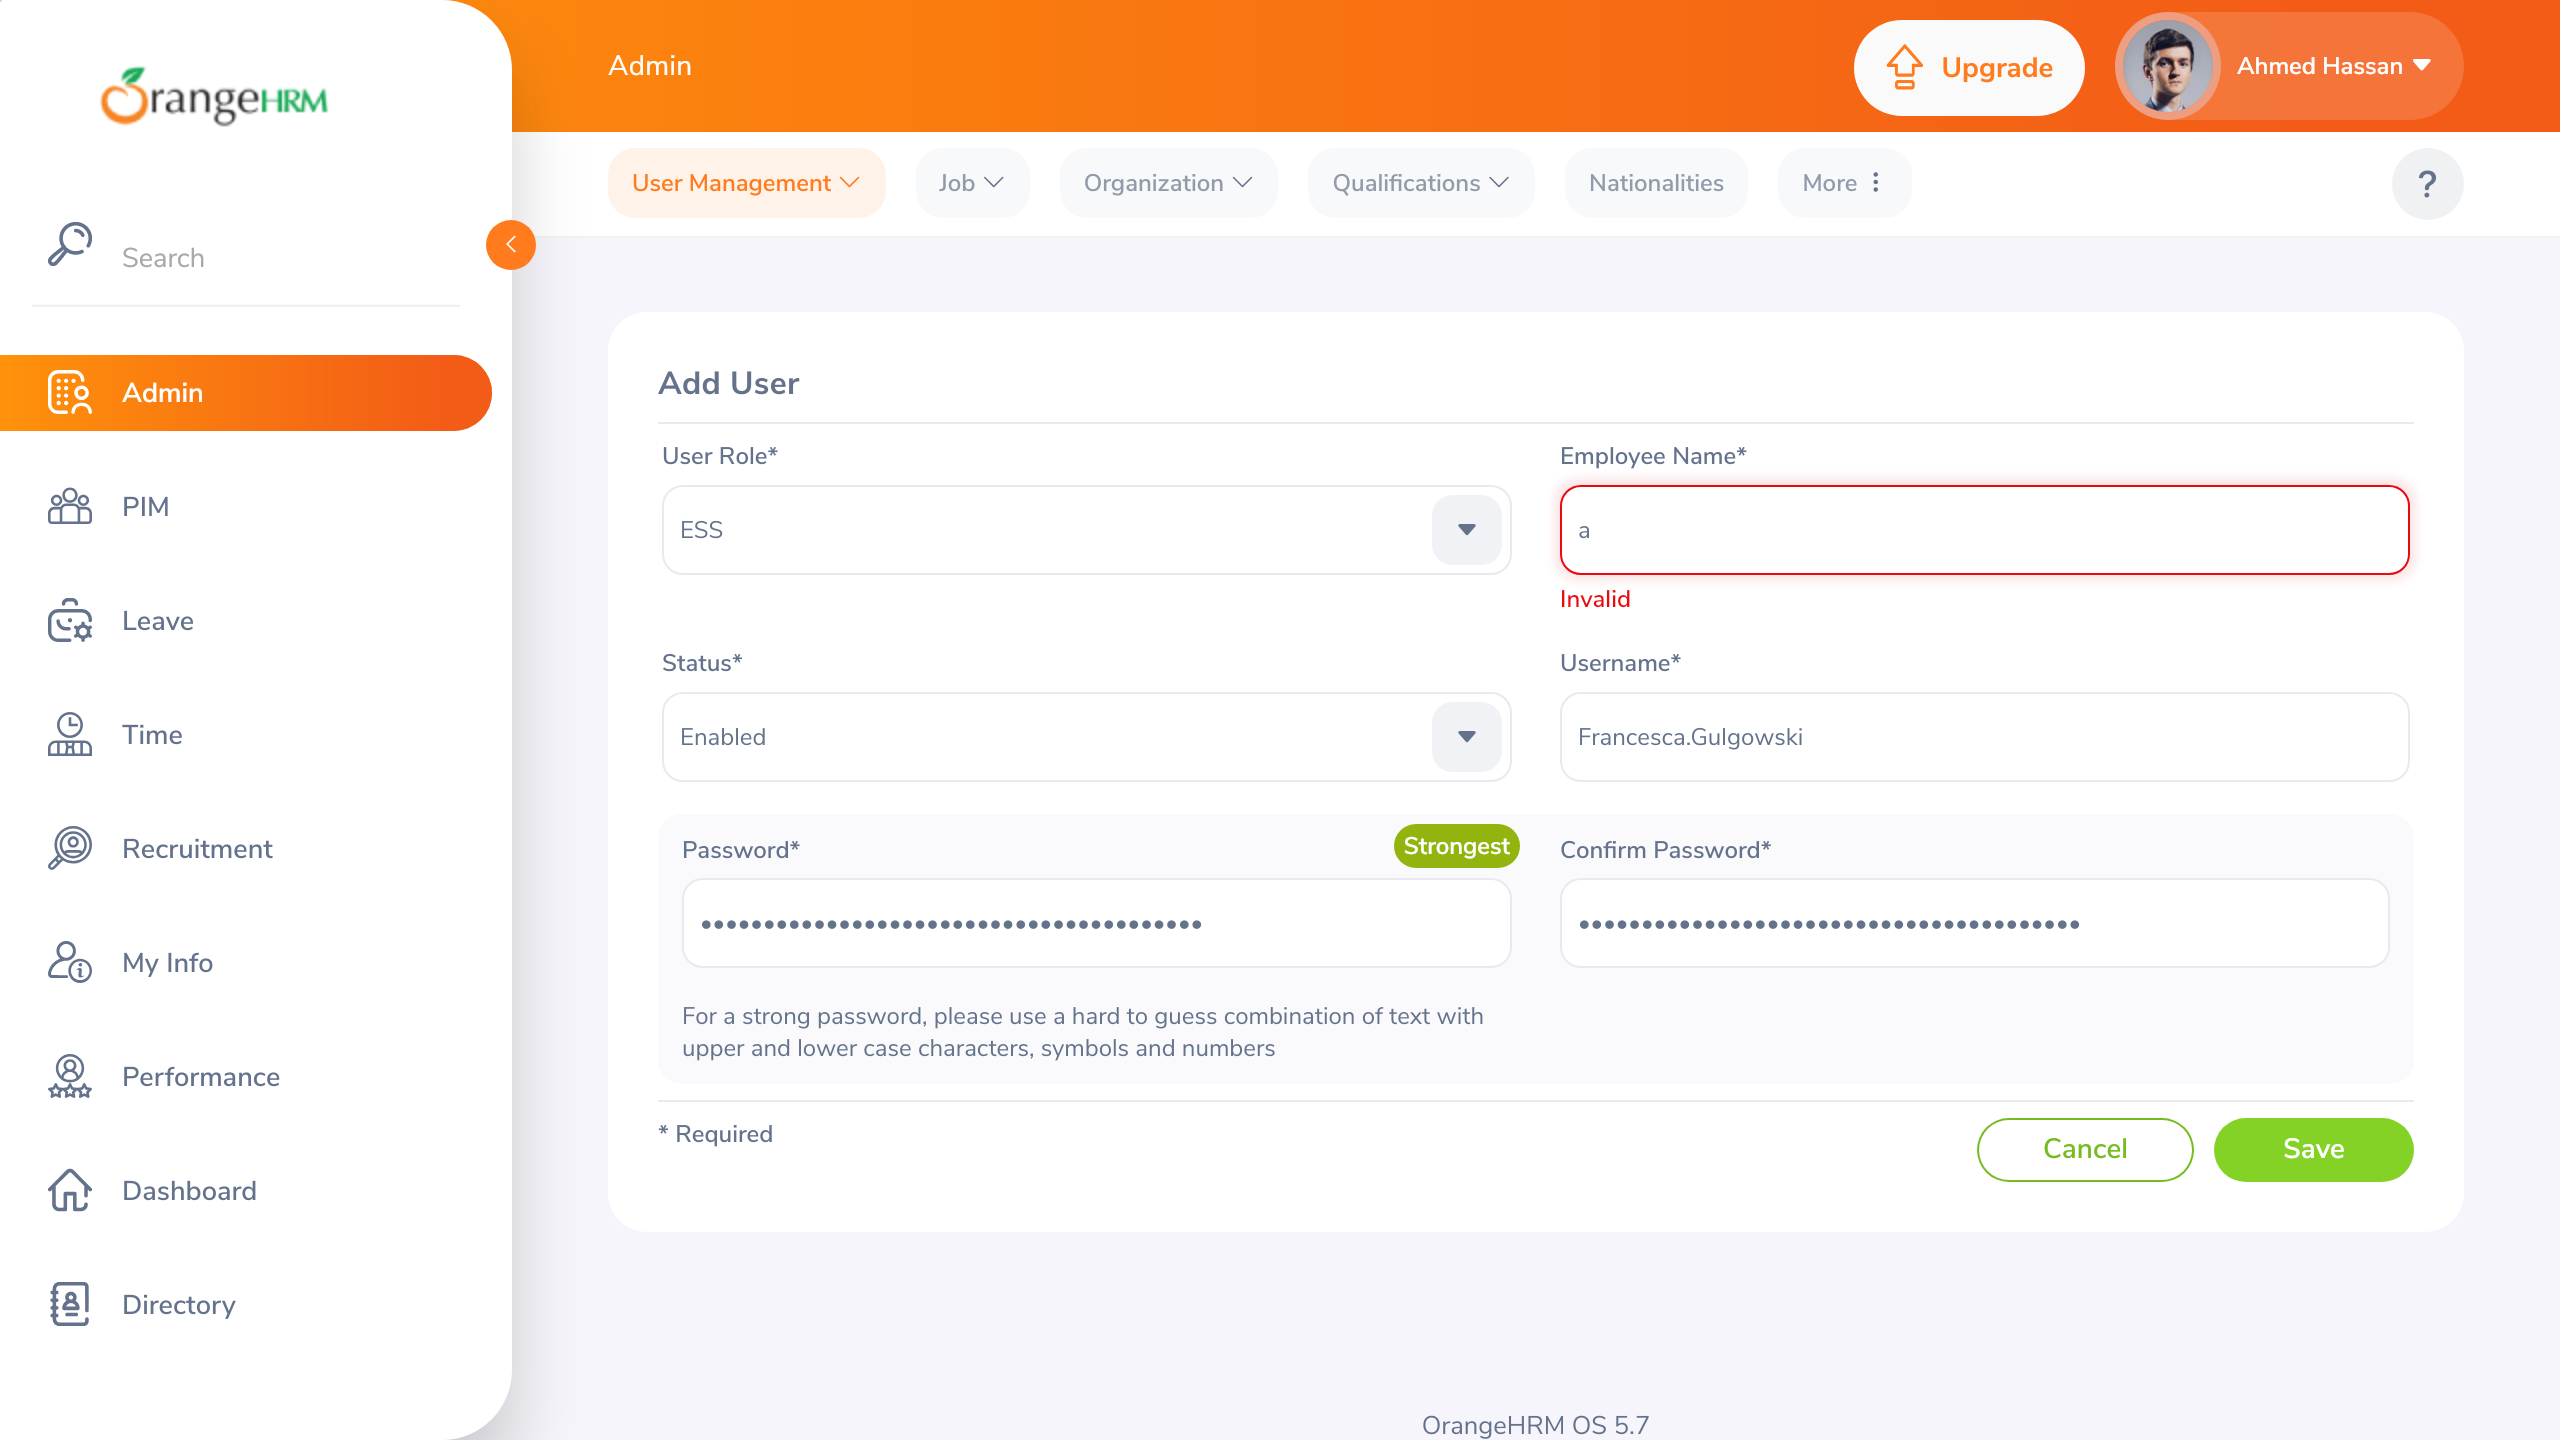 OrangeHRM
Search
Admin
PIM
Leave
Time
Recruitment
My Info
Performance
Dashboard
Directory
Admin
Upgrade
Ahmed Hassan
User Management
Job
Organization
Qualifications
Nationalities
More
?
Add User
User Role*
ESS
Employee Name*
a
Invalid
Status*
Enabled
Username*
Francesca.Gulgowski
Password*
Strongest
Confirm Password*
For a strong password, please use a hard to guess combination of text with
upper and lower case characters, symbols and numbers
* Required
Cancel
Save
OrangeHRM OS 5.7